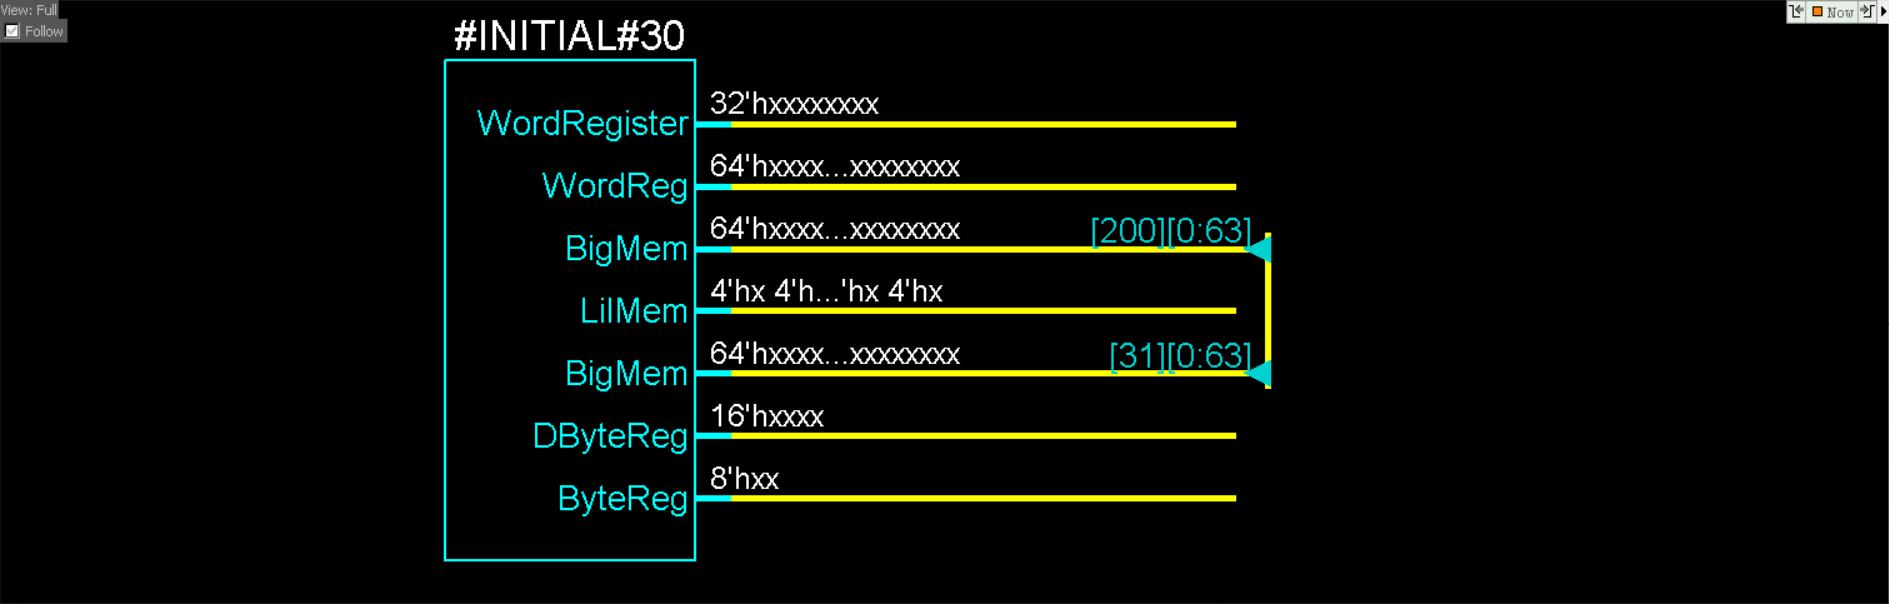 View: Full
Follow
Now
#INITIAL#30
WordRegister 32'hxxxxxxxx
WordReg 64'hxxxx...xxxxxxxx
BigMem 64'hxxxx...xxxxxxxx [200][0:63]
LilMem 4'hx 4'h...'hx 4'hx
BigMem 64'hxxxx...xxxxxxxx [31][0:63]
DByteReg 16'hxxxx
ByteReg 8'hxx